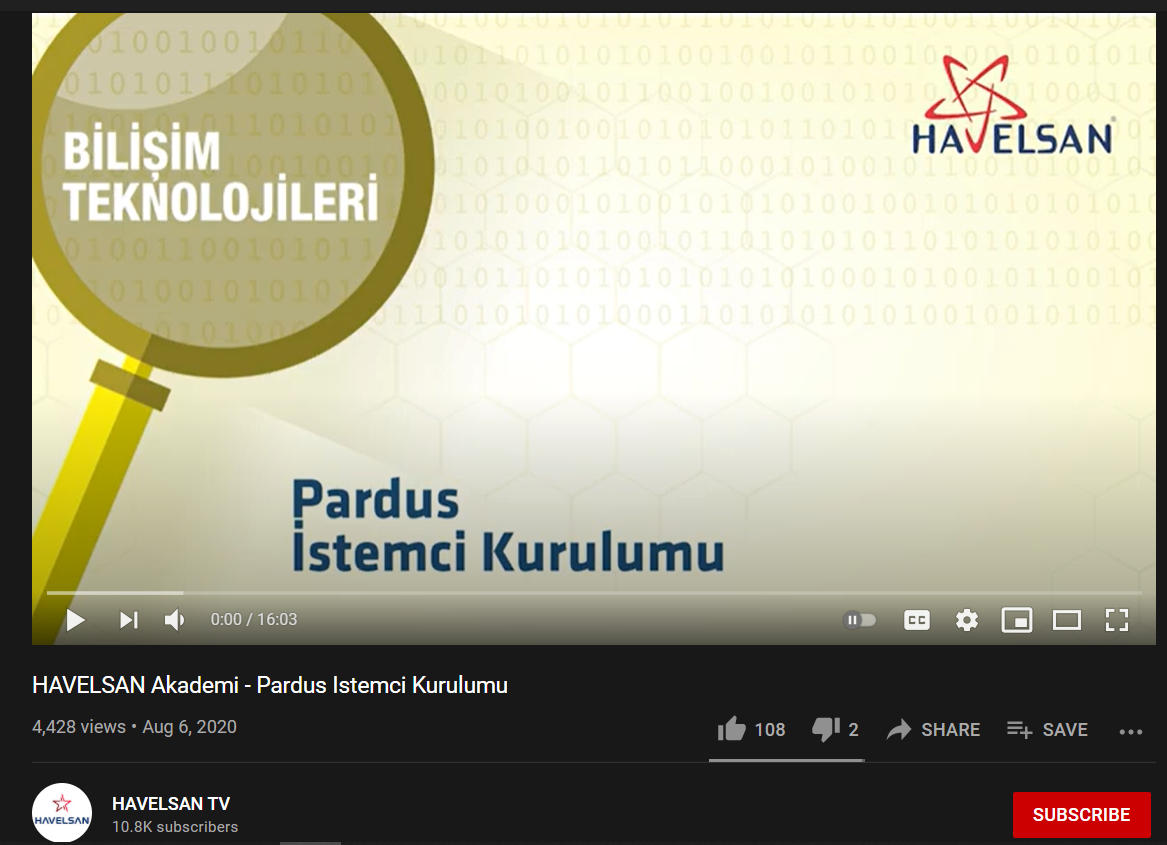 BİLİŞİM
TEKNOLOJİLERİ
HAVELSAN
Pardus
İstemci Kurulumu
0:00 / 16:03
CC
HAVELSAN Akademi - Pardus Istemci Kurulumu
4,428 views • Aug 6, 2020
108
2
SHARE
SAVE
HAVELSAN
HAVELSAN TV
10.8K subscribers
SUBSCRIBE